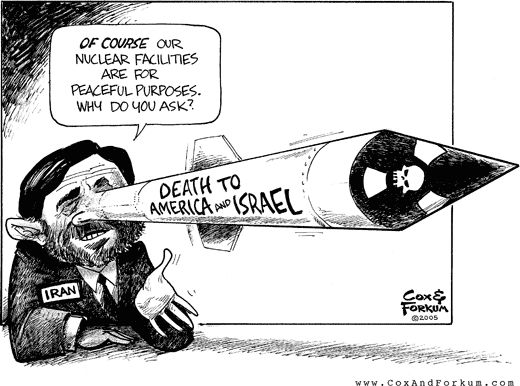 OF COURSE OUR
NUCLEAR FACILITIES
ARE FOR
PEACEFUL PURPOSES.
WHY DO YOU ASK?
DEATH TO
AMERICA AND ISRAEL
IRAN
COX &
FORKUM
©2005
www.CoxAndForkum.com